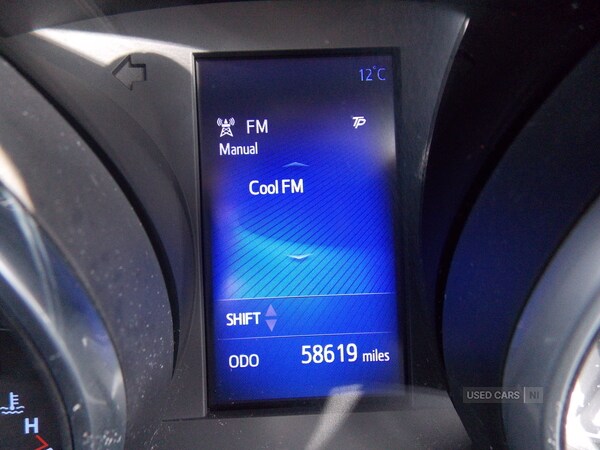 12°C
FM
TP
Manual
Cool FM
SHIFT
ODO 58619 miles
H
USED CARS NI